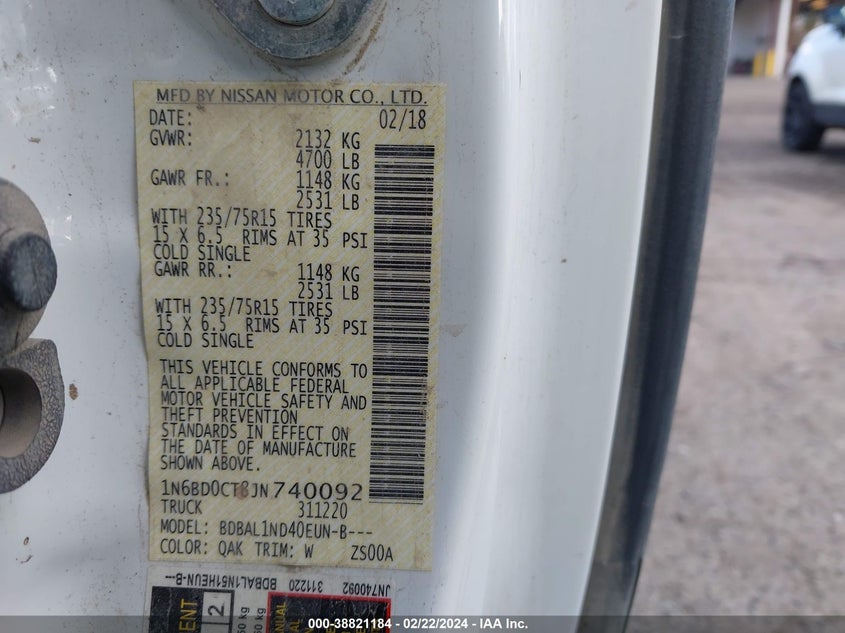 MFD BY NISSAN MOTOR CO., LTD.
DATE: 02/18
GVWR: 2132 KG
4700 LB
GAWR FR.: 1148 KG
2531 LB
WITH 235/75R15 TIRES
15 X 6.5 RIMS AT 35 PSI
COLD SINGLE
GAWR RR.: 1148 KG
2531 LB
WITH 235/75R15 TIRES
15 X 6.5 RIMS AT 35 PSI
COLD SINGLE
THIS VEHICLE CONFORMS TO
ALL APPLICABLE FEDERAL
MOTOR VEHICLE SAFETY AND
THEFT PREVENTION
STANDARDS IN EFFECT ON
THE DATE OF MANUFACTURE
SHOWN ABOVE.
1N6BD0CT8JN740092
TRUCK 311220
MODEL: BDBAL1ND40EUN-B---
COLOR: QAK TRIM: W ZS00A
JN740092 311220 BDBAL1N51HEUN-B---
2
000-38821184 - 02/22/2024 - IAA Inc.